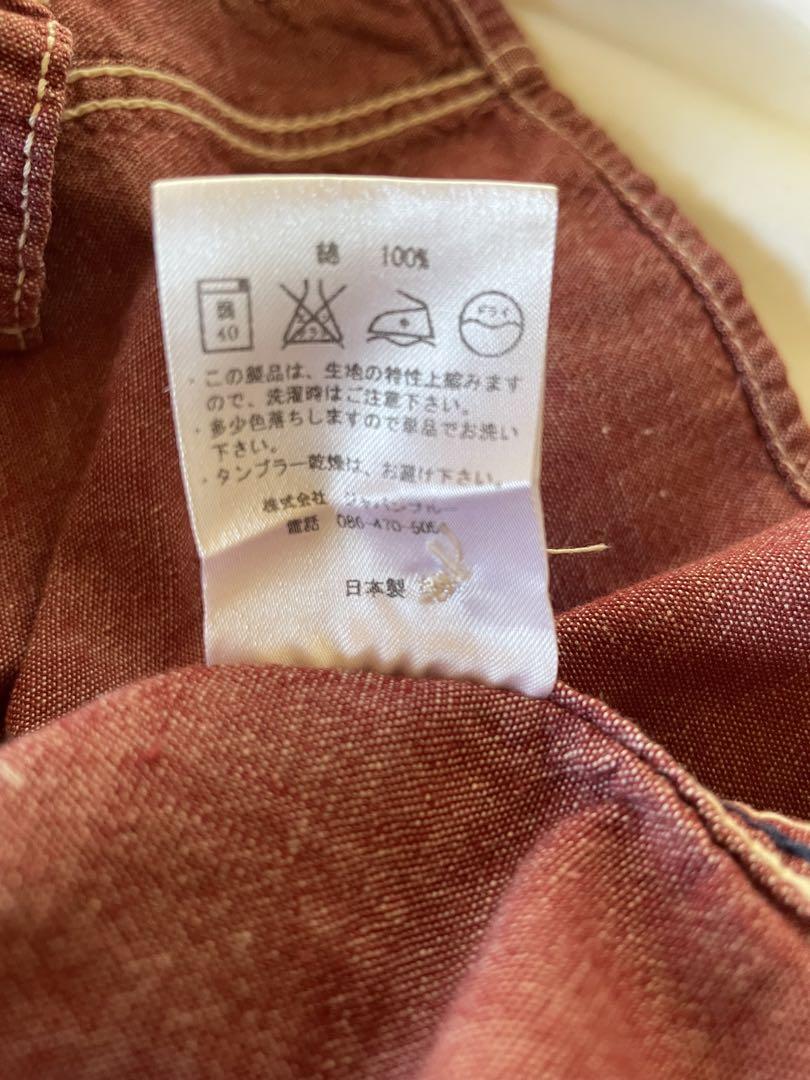 綿 100%
弱
40
ドライ
・この製品は、生地の特性上縮みます
ので、洗濯時はご注意下さい。
・多少色落ちしますので単品でお洗い
下さい。
・タンブラー乾燥は、お避け下さい。
株式会社 ジャパンブルー
電話
日本製